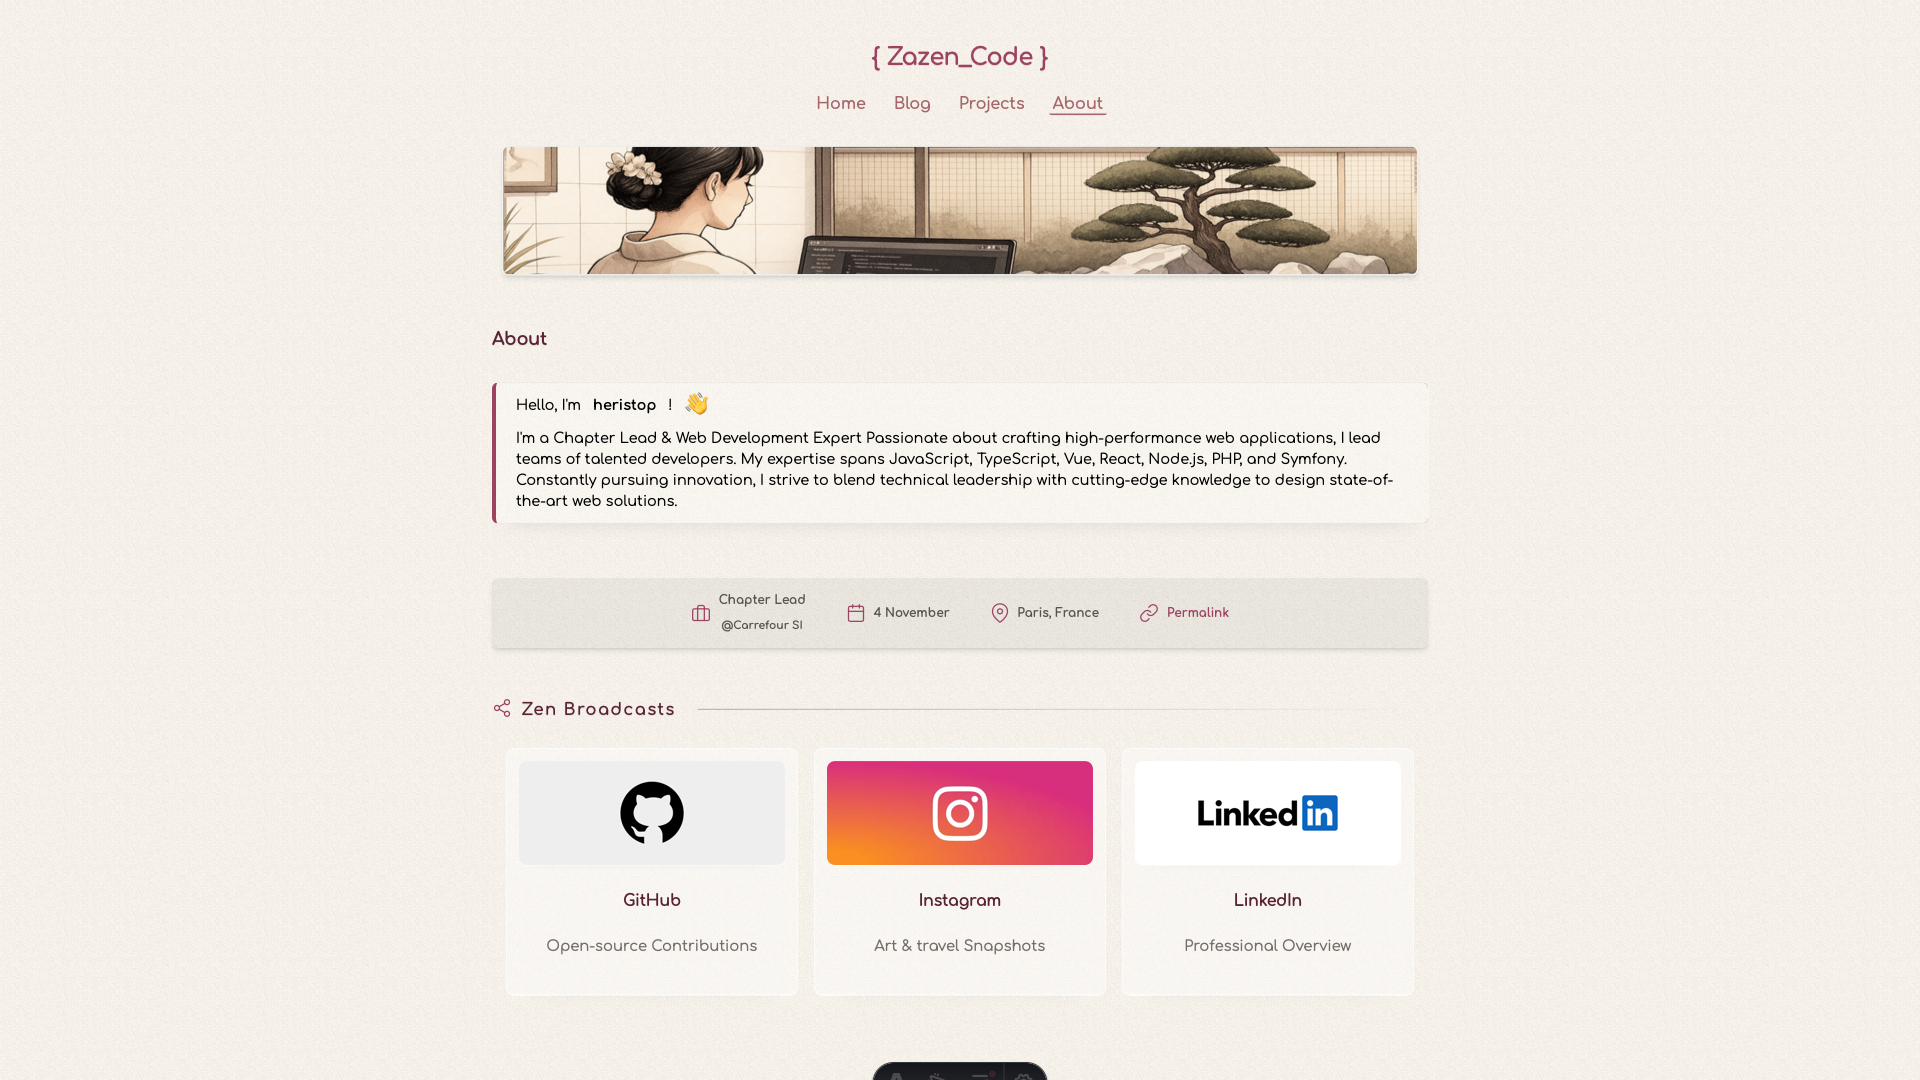 { Zazen_Code }
Home Blog Projects About
About
Hello, I'm heristop ! 👋
I'm a Chapter Lead & Web Development Expert Passionate about crafting high-performance web applications, I lead
teams of talented developers. My expertise spans JavaScript, TypeScript, Vue, React, Node.js, PHP, and Symfony.
Constantly pursuing innovation, I strive to blend technical leadership with cutting-edge knowledge to design state-of-
the-art web solutions.
Chapter Lead
@Carrefour SI
4 November
Paris, France
Permalink
Zen Broadcasts
Linked in
GitHub
Open-source Contributions
Instagram
Art & travel Snapshots
LinkedIn
Professional Overview